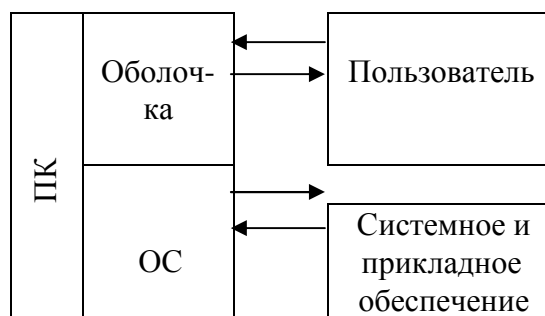 ПК
Оболоч-
ка
Пользователь
ОС
Системное и
прикладное
обеспечение